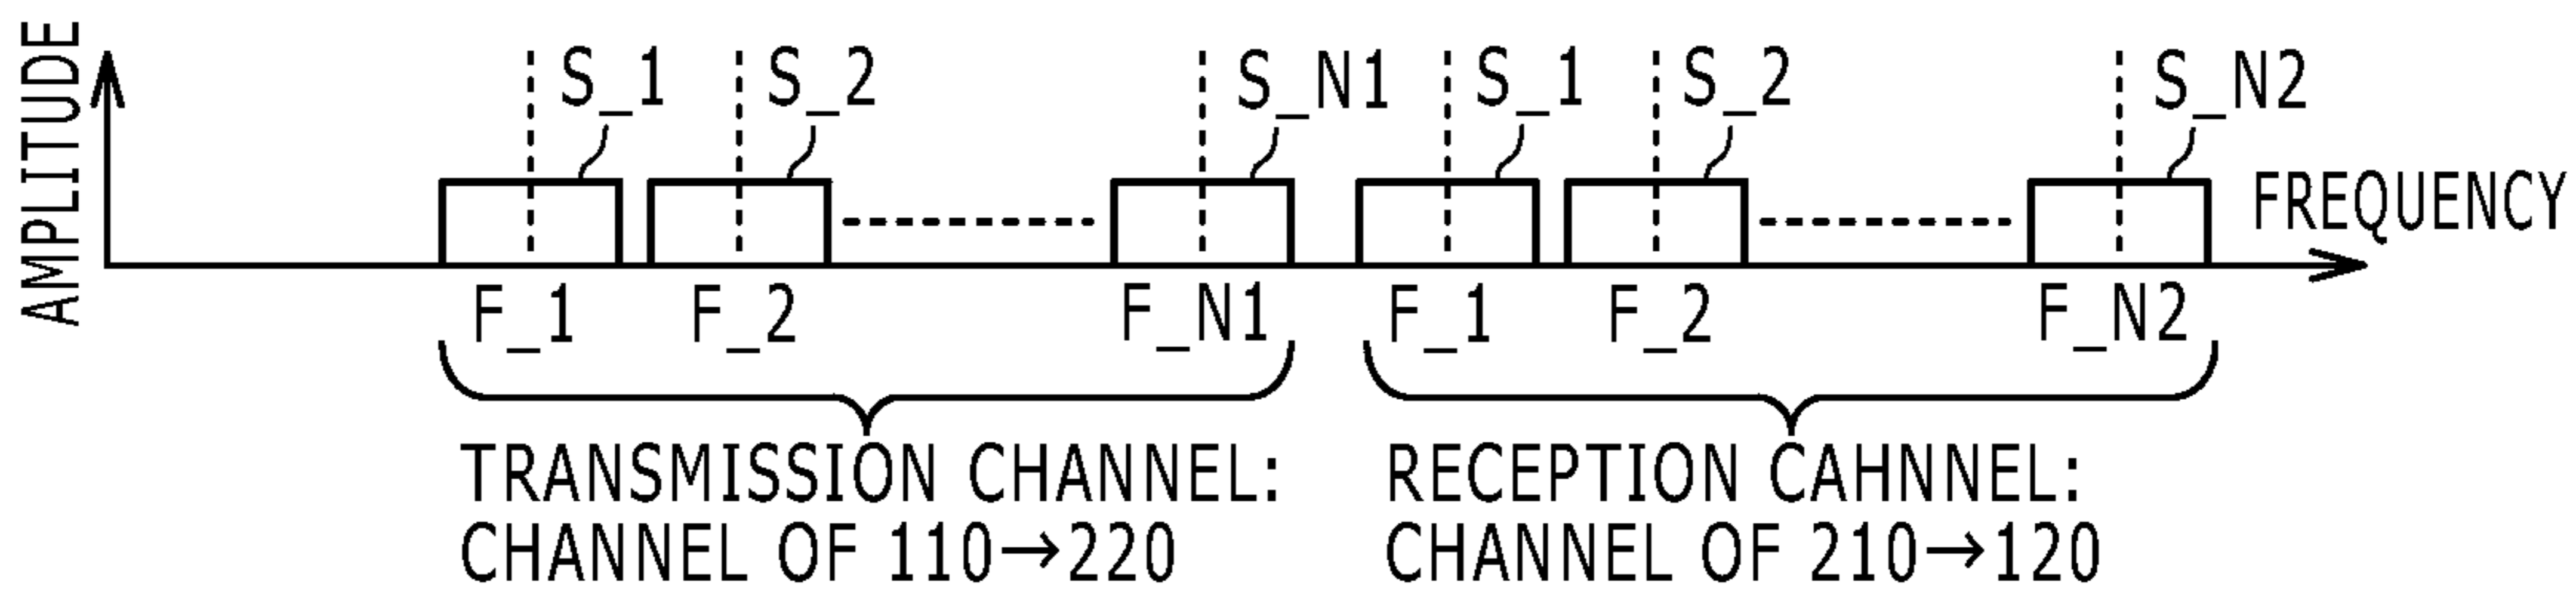 AMPLITUDE
S_1
S_2
S_N1
S_1
S_2
S_N2
FREQUENCY
F_1
F_2
F_N1
F_1
F_2
F_N2
TRANSMISSION CHANNEL:
CHANNEL OF 110→220
RECEPTION CAHNNEL:
CHANNEL OF 210→120